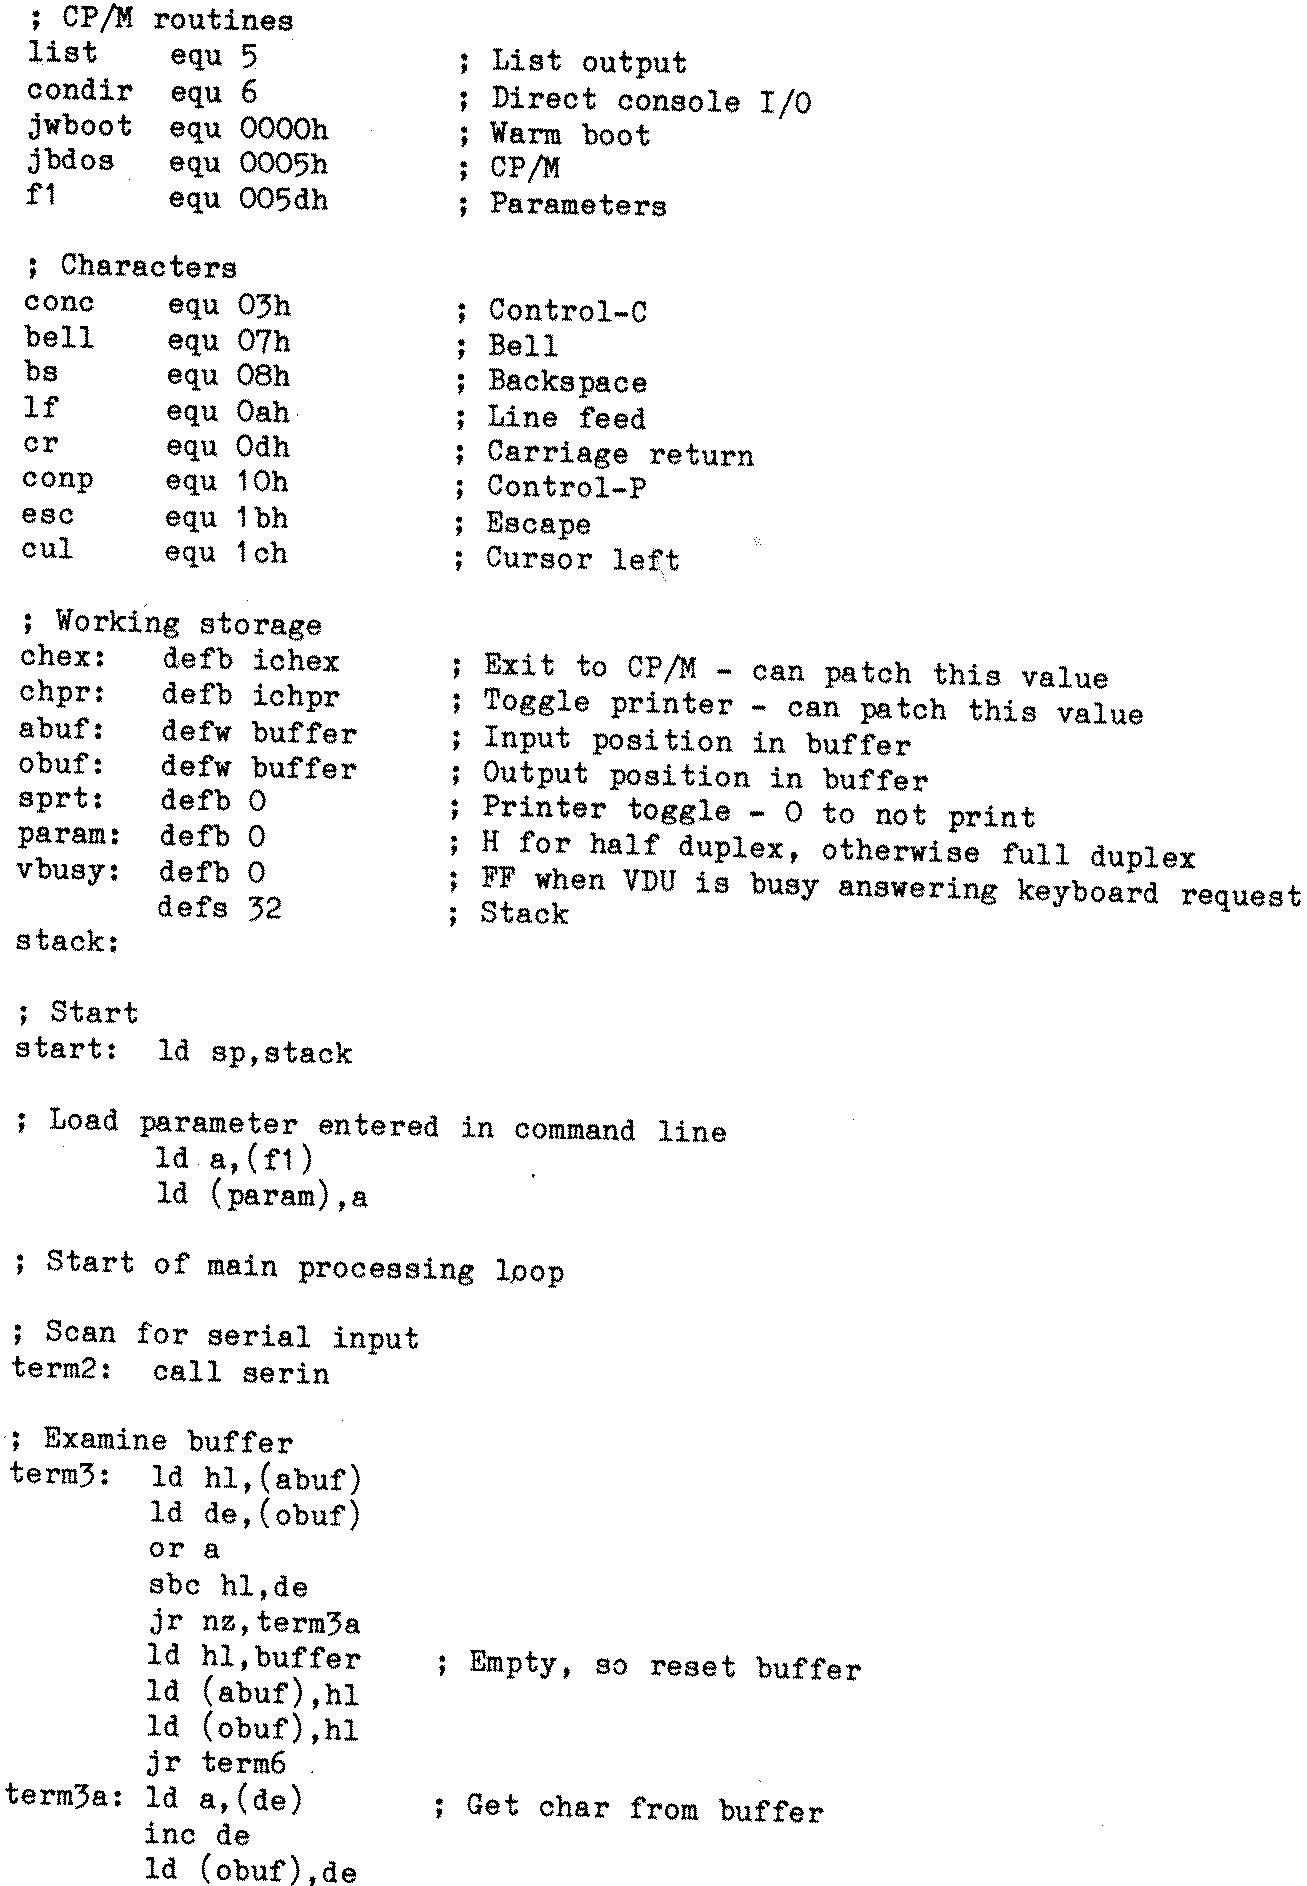 ; CP/M routines
list    equ 5           ; List output
condir  equ 6           ; Direct console I/O
jwboot  equ 0000h       ; Warm boot
jbdos   equ 0005h       ; CP/M
f1      equ 005dh       ; Parameters

; Characters
conc    equ 03h         ; Control-C
bell    equ 07h         ; Bell
bs      equ 08h         ; Backspace
lf      equ 0ah         ; Line feed
cr      equ 0dh         ; Carriage return
conp    equ 10h         ; Control-P
esc     equ 1bh         ; Escape
cul     equ 1ch         ; Cursor left

; Working storage
chex:   defb ichex      ; Exit to CP/M - can patch this value
chpr:   defb ichpr      ; Toggle printer - can patch this value
abuf:   defw buffer     ; Input position in buffer
obuf:   defw buffer     ; Output position in buffer
sprt:   defb 0          ; Printer toggle - 0 to not print
param:  defb 0          ; H for half duplex, otherwise full duplex
vbusy:  defb 0          ; FF when VDU is busy answering keyboard request
        defs 32         ; Stack
stack:

; Start
start:  ld sp,stack

; Load parameter entered in command line
        ld a,(f1)
        ld (param),a

; Start of main processing loop

; Scan for serial input
term2:  call serin

; Examine buffer
term3:  ld hl,(abuf)
        ld de,(obuf)
        or a
        sbc hl,de
        jr nz,term3a
        ld hl,buffer    ; Empty, so reset buffer
        ld (abuf),hl
        ld (obuf),hl
        jr term6
term3a: ld a,(de)       ; Get char from buffer
        inc de
        ld (obuf),de